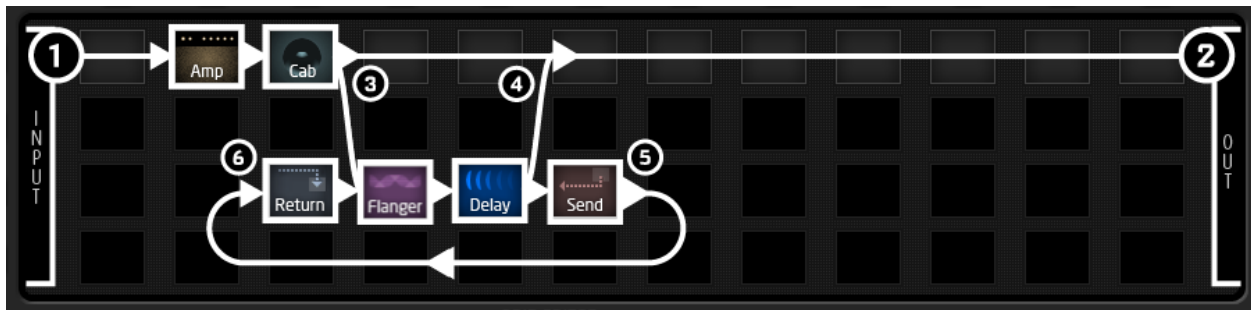 1
Amp
Cab
2
3
4
INPUT
OUT
6
5
Return
Flanger
Delay
Send